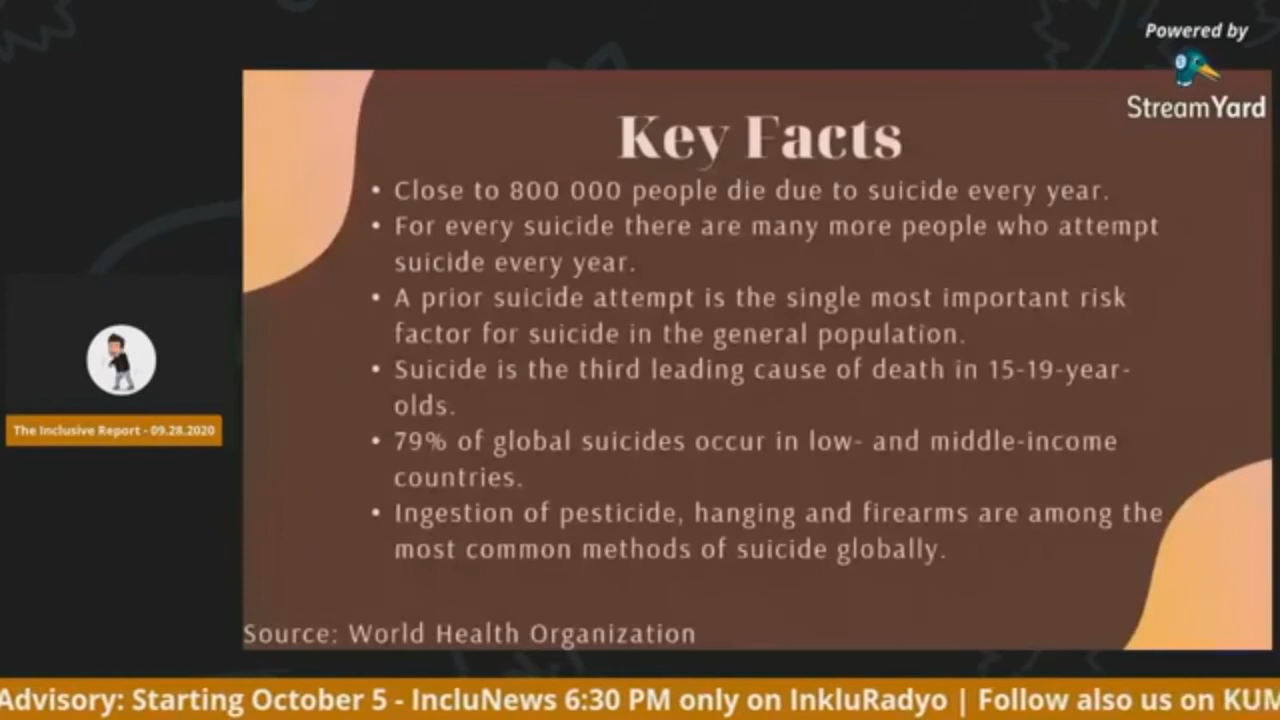 Powered by
StreamYard
Key Facts
• Close to 800 000 people die due to suicide every year.
• For every suicide there are many more people who attempt
suicide every year.
• A prior suicide attempt is the single most important risk
factor for suicide in the general population.
• Suicide is the third leading cause of death in 15-19-year-
olds.
• 79% of global suicides occur in low- and middle-income
countries.
• Ingestion of pesticide, hanging and firearms are among the
most common methods of suicide globally.
Source: World Health Organization
The Inclusive Report - 09.28.2020
Advisory: Starting October 5 - IncluNews 6:30 PM only on InkluRadyo | Follow also us on KUM